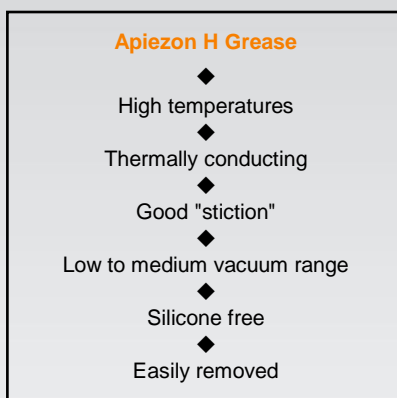 Apiezon H Grease
◆
High temperatures
◆
Thermally conducting
◆
Good "stiction"
◆
Low to medium vacuum range
◆
Silicone free
◆
Easily removed